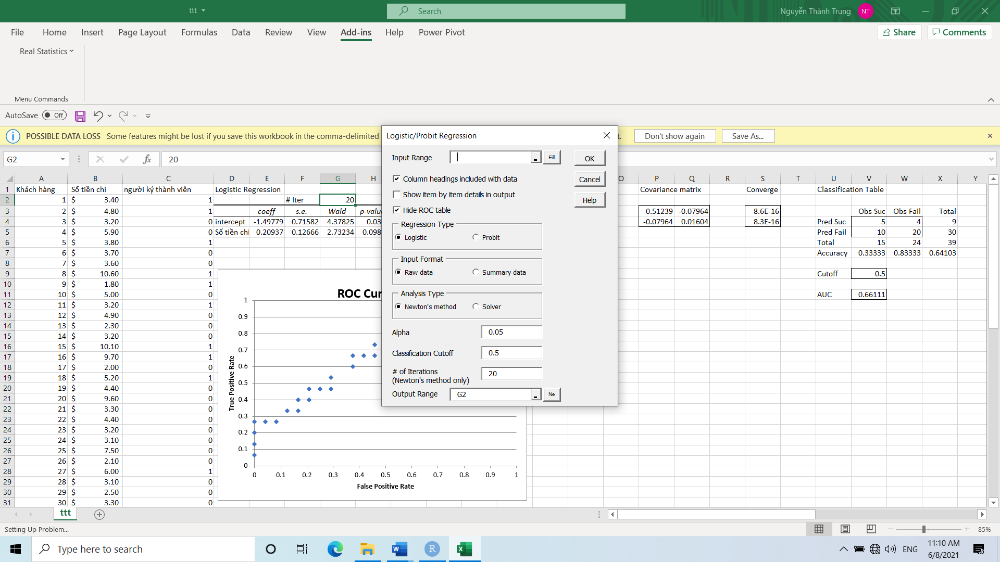 ttt
Search
Nguyễn Thành Trung NT
File Home Insert Page Layout Formulas Data Review View Add-ins Help Power Pivot
Share Comments
Real Statistics
Menu Commands
AutoSave Off
POSSIBLE DATA LOSS Some features might be lost if you save this workbook in the comma-delimited
t. Don't show again Save As...
G2 fx 20
A B C D E F G H O P Q R S T U V W X Y
1 Khách hàng Số tiền chi người ký thành viên Logistic Regression Covariance matrix Converge Classification Table
2 1 $ 3.40 1 # Iter 20
3 2 $ 4.80 1 coeff s.e. Wald 0.51239 -0.07964 8.6E-16 Obs Suc Obs Fail Total
4 3 $ 3.20 0 intercept -1.49779 0.71582 4.37825 0.03 -0.07964 0.01604 8.3E-16 Pred Suc 5 4 9
5 4 $ 5.90 0 Số tiền chi 0.20937 0.12666 2.73234 0.098 Pred Fail 10 20 30
6 5 $ 3.80 1 Total 15 24 39
7 6 $ 3.70 0 Accuracy 0.33333 0.83333 0.64103
8 7 $ 3.60 0
9 8 $ 10.60 1 Cutoff 0.5
10 9 $ 1.80 1
11 10 $ 5.00 0 AUC 0.66111
12 11 $ 3.20 1
13 12 $ 4.90 0
14 13 $ 2.30 0
15 14 $ 3.20 0
16 15 $ 10.10 1
17 16 $ 9.70 1
18 17 $ 2.00 0
19 18 $ 5.20 1
20 19 $ 4.40 0
21 20 $ 9.60 0
22 21 $ 3.30 0
23 22 $ 4.40 0
24 23 $ 3.20 0
25 24 $ 3.10 0
26 25 $ 7.50 0
27 26 $ 2.10 0
28 27 $ 6.00 1
29 28 $ 3.10 0
30 29 $ 2.50 0
31 30 $ 3.30 0
ROC Cur
True Positive Rate
1
0.9
0.8
0.7
0.6
0.5
0.4
0.3
0.2
0.1
0
0 0.1 0.2 0.3 0.4 0.5 0.6 0.7 0.8 0.9 1
False Positive Rate
Logistic/Probit Regression
Input Range Fill OK
Column headings included with data Cancel
Show item by item details in output Help
Hide ROC table
Regression Type
Logistic Probit
Input Format
Raw data Summary data
Analysis Type
Newton's method Solver
Alpha 0.05
Classification Cutoff 0.5
# of Iterations 20
(Newton's method only)
Output Range G2 Ne
ttt
Setting Up Problem...
85%
Type here to search
W R X
ENG
11:10 AM
6/8/2021